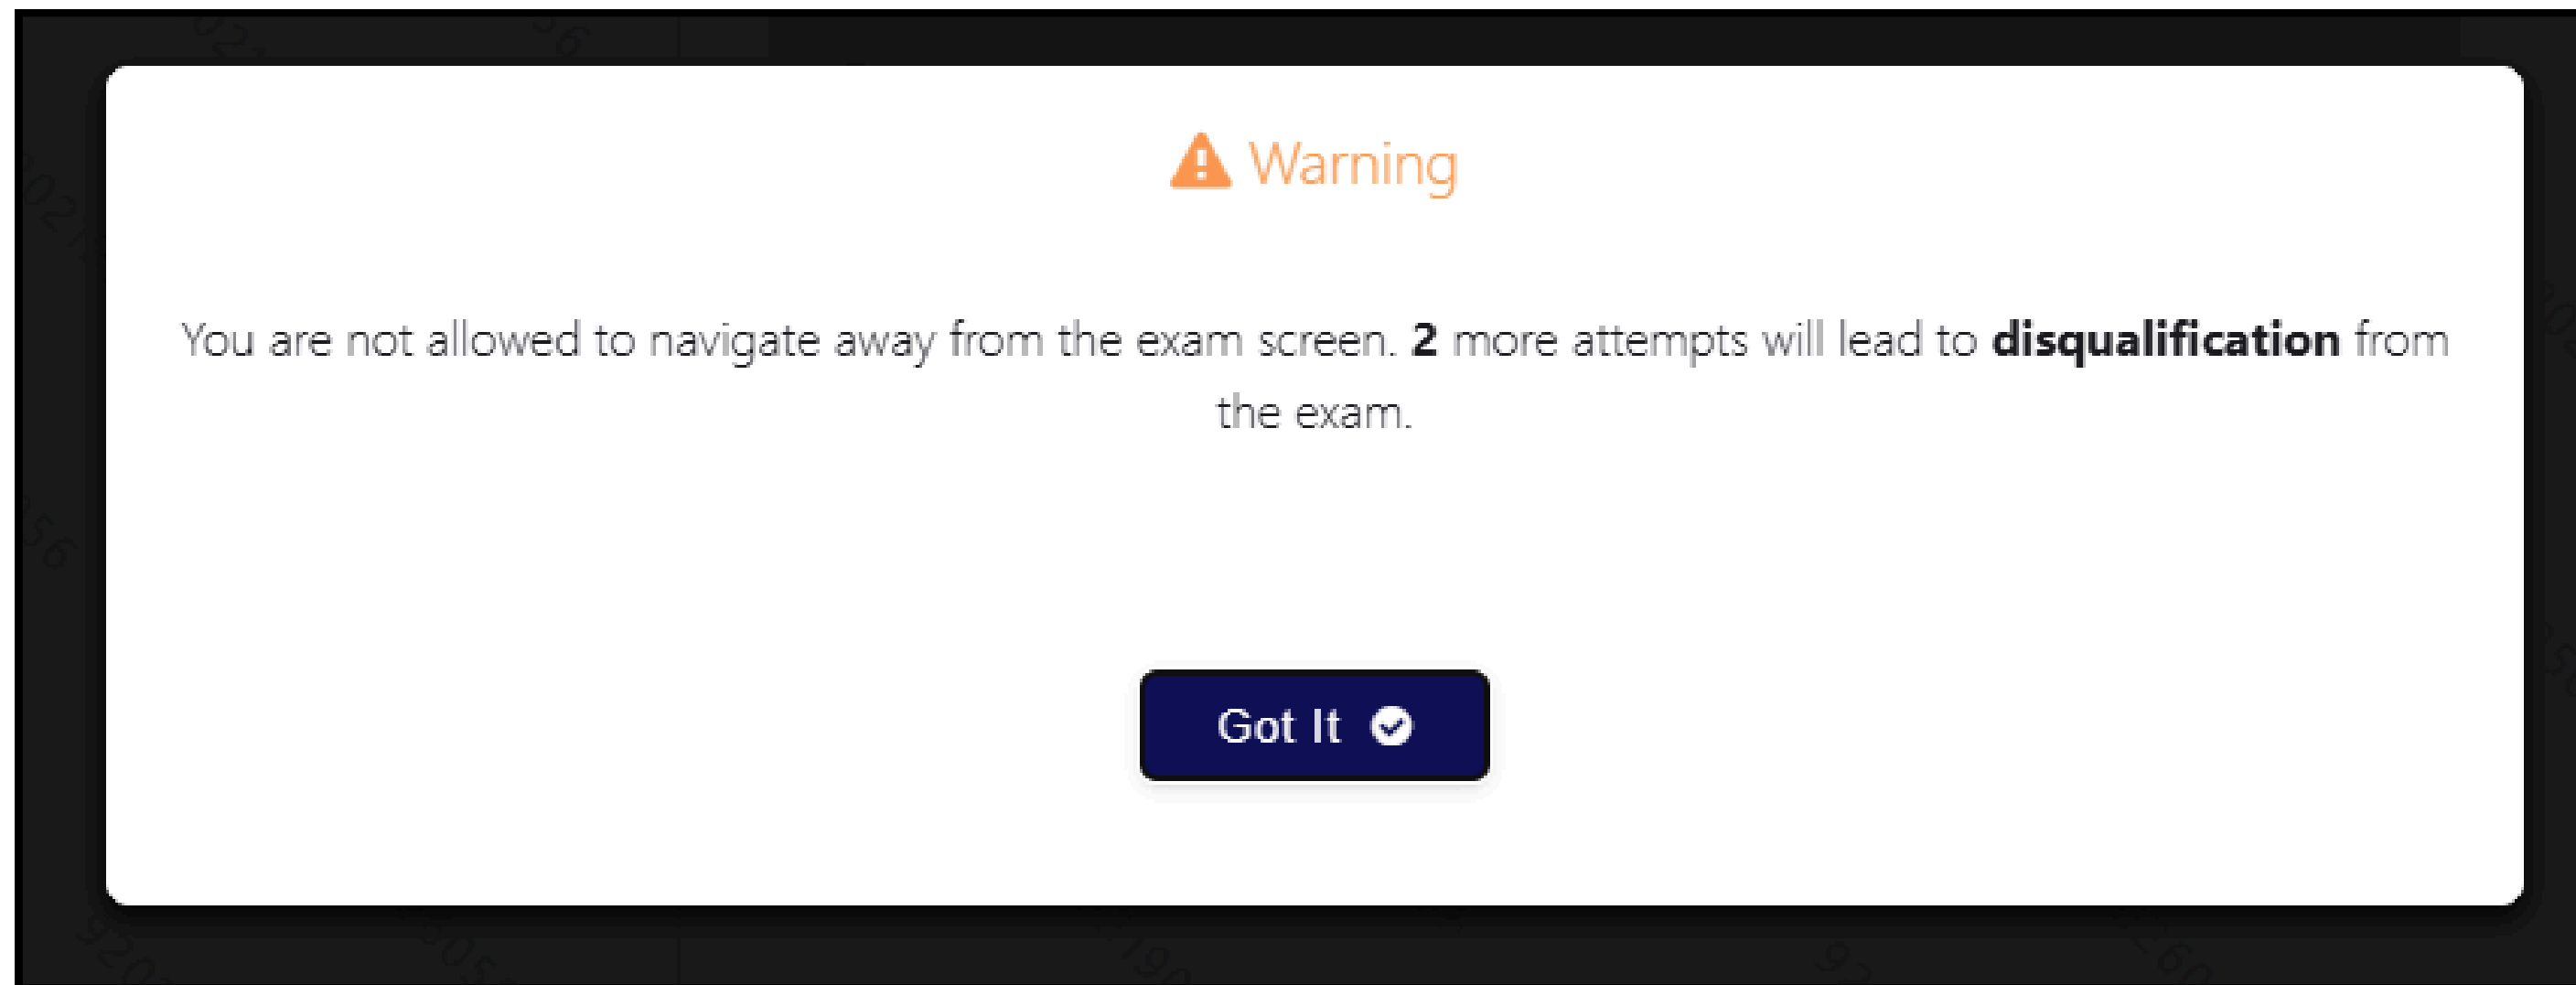 Warning
You are not allowed to navigate away from the exam screen. 2 more attempts will lead to disqualification from
the exam.
Got It